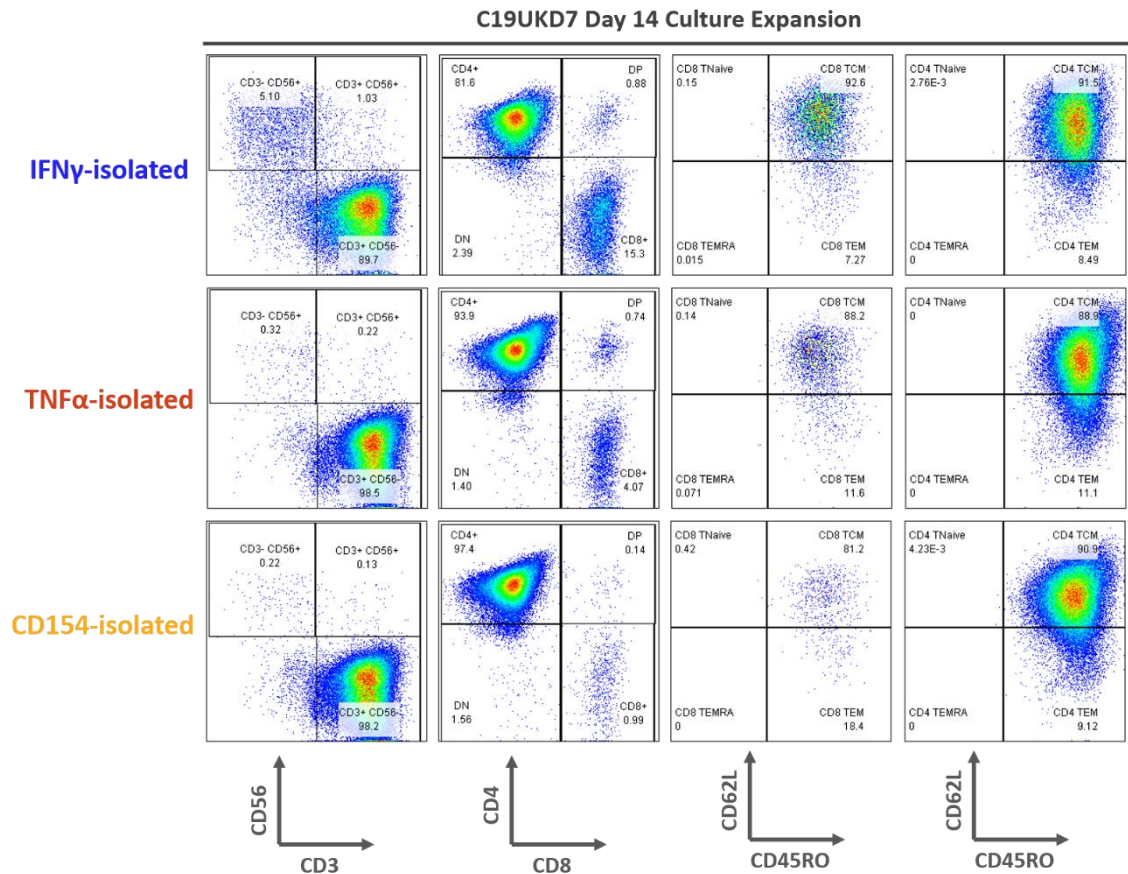 C19UKD7 Day 14 Culture Expansion
IFNγ-isolated
CD3- CD56+
5.10
CD3+ CD56+
1.03
CD3+ CD56-
89.7
CD4+
81.6
DP
0.88
DN
2.39
CD8+
15.3
CD8 TNaive
0.15
CD8 TCM
92.6
CD8 TEMRA
0.015
CD8 TEM
7.27
CD4 TNaive
2.76E-3
CD4 TCM
91.5
CD4 TEMRA
0
CD4 TEM
8.49
TNFα-isolated
CD3- CD56+
0.32
CD3+ CD56+
0.22
CD3+ CD56-
98.5
CD4+
93.9
DP
0.74
DN
1.40
CD8+
4.07
CD8 TNaive
0.14
CD8 TCM
88.2
CD8 TEMRA
0.071
CD8 TEM
11.6
CD4 TNaive
0
CD4 TCM
88.9
CD4 TEMRA
0
CD4 TEM
11.1
CD154-isolated
CD3- CD56+
0.22
CD3+ CD56+
0.13
CD3+ CD56-
98.2
CD4+
97.4
DP
0.14
DN
1.56
CD8+
0.99
CD8 TNaive
0.42
CD8 TCM
81.2
CD8 TEMRA
0
CD8 TEM
18.4
CD4 TNaive
4.23E-3
CD4 TCM
90.9
CD4 TEMRA
0
CD4 TEM
9.12
CD56
CD3
CD4
CD8
CD62L
CD45RO
CD62L
CD45RO